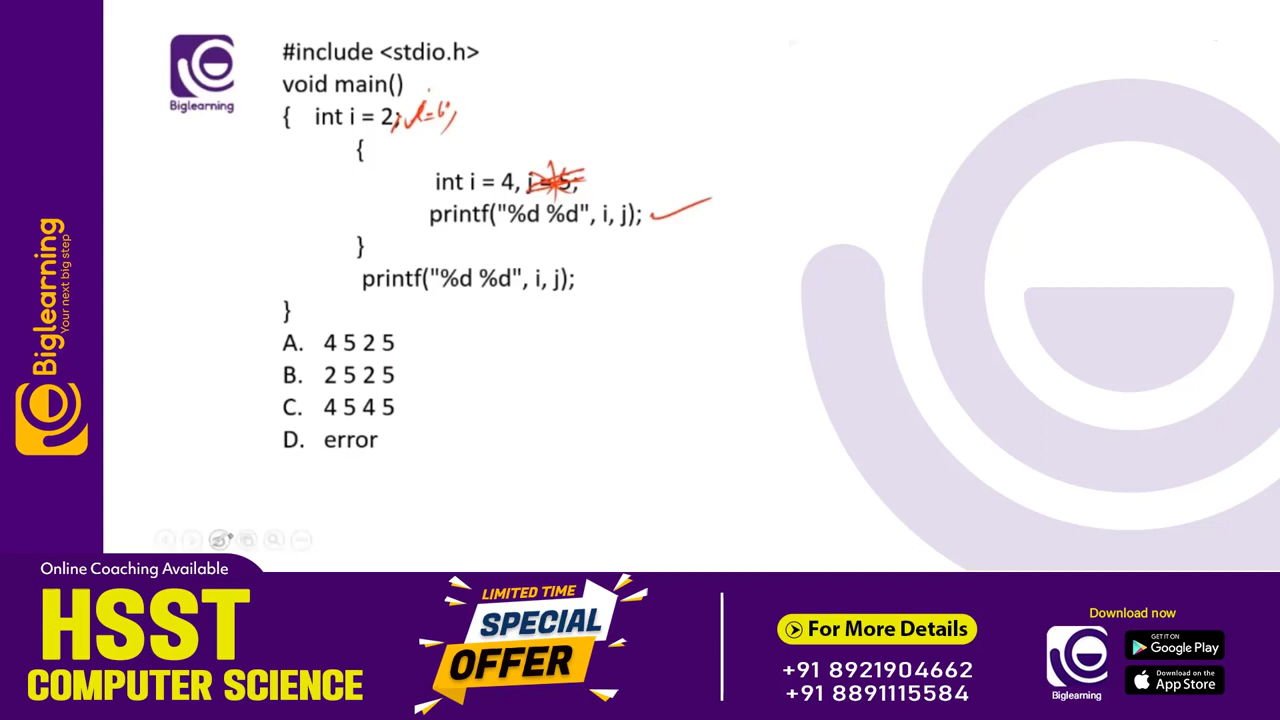 Biglearning
#include <stdio.h>
void main()
{ int i = 2;
{
int i = 4, j = 5;
printf("%d %d", i, j);
}
printf("%d %d", i, j);
}
A. 4 5 2 5
B. 2 5 2 5
C. 4 5 4 5
D. error
Biglearning
Your next big step
Online Coaching Available
HSST
COMPUTER SCIENCE
LIMITED TIME
SPECIAL
OFFER
For More Details
+91 8921904662
+91 8891115584
Download now
Biglearning
GET IT ON
Google Play
Download on the
App Store